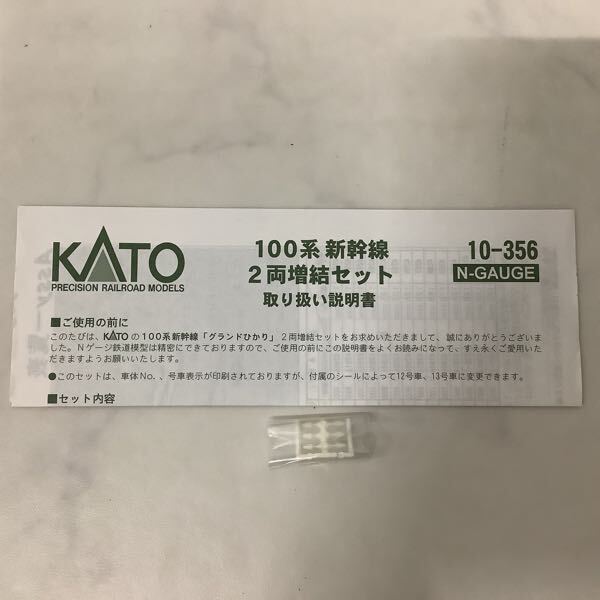 KATO
PRECISION RAILROAD MODELS
100系 新幹線
2両増結セット
取り扱い説明書
10-356
N-GAUGE
■ご使用の前に
このたびは、KATOの100系新幹線「グランドひかり」2両増結セットをお求めいただきまして、誠にありがとうございま
した。Nゲージ鉄道模型は精密にできておりますので、ご使用の前にこの説明書をよくお読みになって、すえ永くご愛用いた
だきますようお願いいたします。
●このセットは、車体No.、号車表示が印刷されておりますが、付属のシールによって12号車、13号車に変更できます。
■セット内容